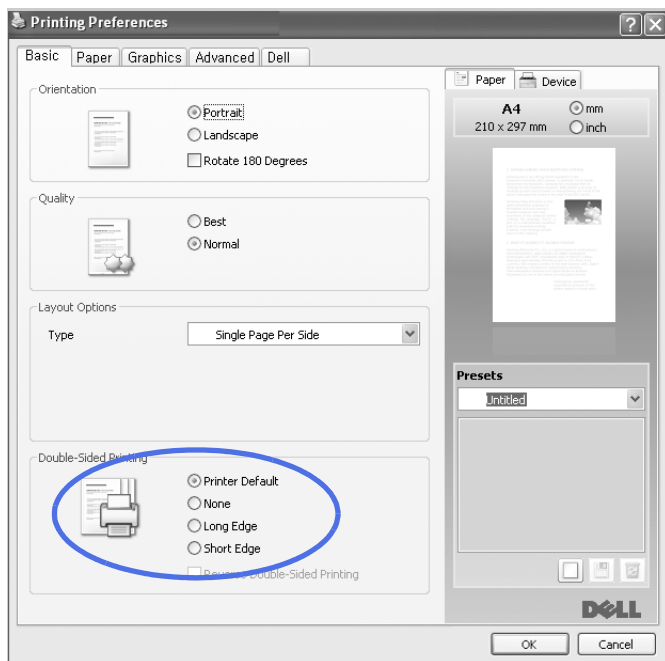 Printing Preferences
Basic Paper Graphics Advanced Dell
Orientation
Portrait
Landscape
Rotate 180 Degrees
Quality
Best
Normal
Layout Options
Type Single Page Per Side
Double-Sided Printing
Printer Default
None
Long Edge
Short Edge
Reverse Double-Sided Printing
Paper Device
A4 mm
210 x 297 mm inch
Presets
Untitled
DELL
OK Cancel